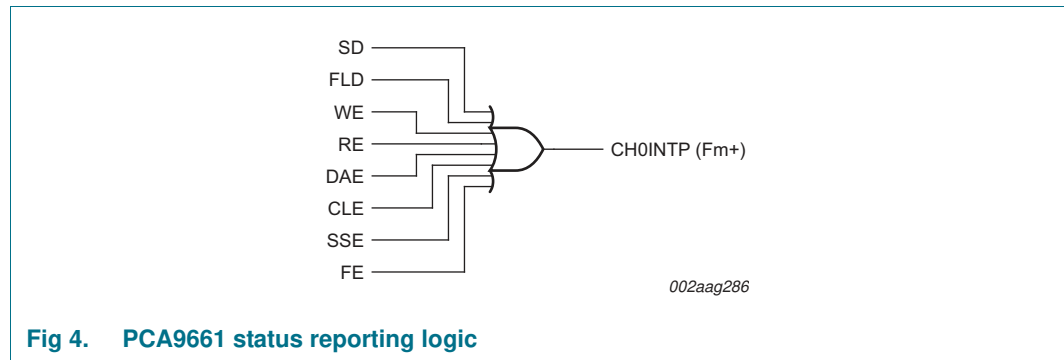 SD
FLD
WE
RE
CH0INTP (Fm+)
DAE
CLE
SSE
FE
002aag286
Fig 4. PCA9661 status reporting logic